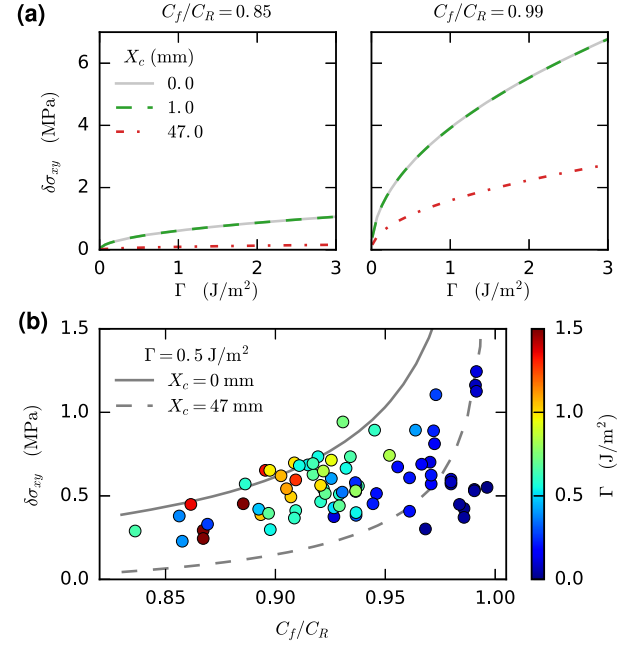 (a)
C_f/C_R = 0.85
C_f/C_R = 0.99
X_c (mm)
0.0
1.0
47.0
δσ_xy (MPa)
6
4
2
0
0 1 2 3
0 1 2 3
Γ (J/m²)
Γ (J/m²)
(b)
Γ = 0.5 J/m²
X_c = 0 mm
X_c = 47 mm
δσ_xy (MPa)
1.5
1.0
0.5
0.0
0.85 0.90 0.95 1.00
C_f/C_R
1.5
1.0
0.5
0.0
Γ (J/m²)